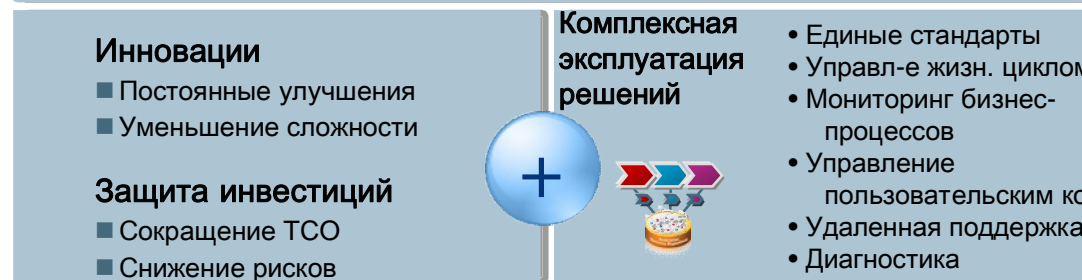 Инновации
Постоянные улучшения
Уменьшение сложности
Защита инвестиций
Сокращение ТСО
Снижение рисков
+
Комплексная
эксплуатация
решений
• Единые стандарты
• Управл-е жизн. циклом
• Мониторинг бизнес-
процессов
• Управление
пользовательским
• Удаленная поддержка
• Диагностика